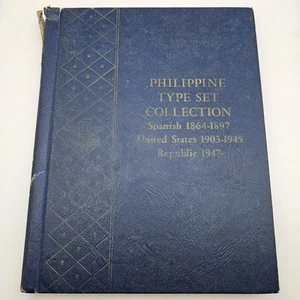 PHILIPPINE
TYPE SET
COLLECTION
Spanish 1864-1897
United States 1903-1945
Republic 1947-